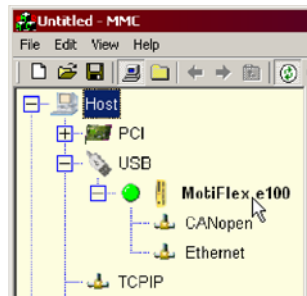 Untitled - MMC
File Edit View Help
Host
PCI
USB
MotiFlex e100
CANopen
Ethernet
TCPIP